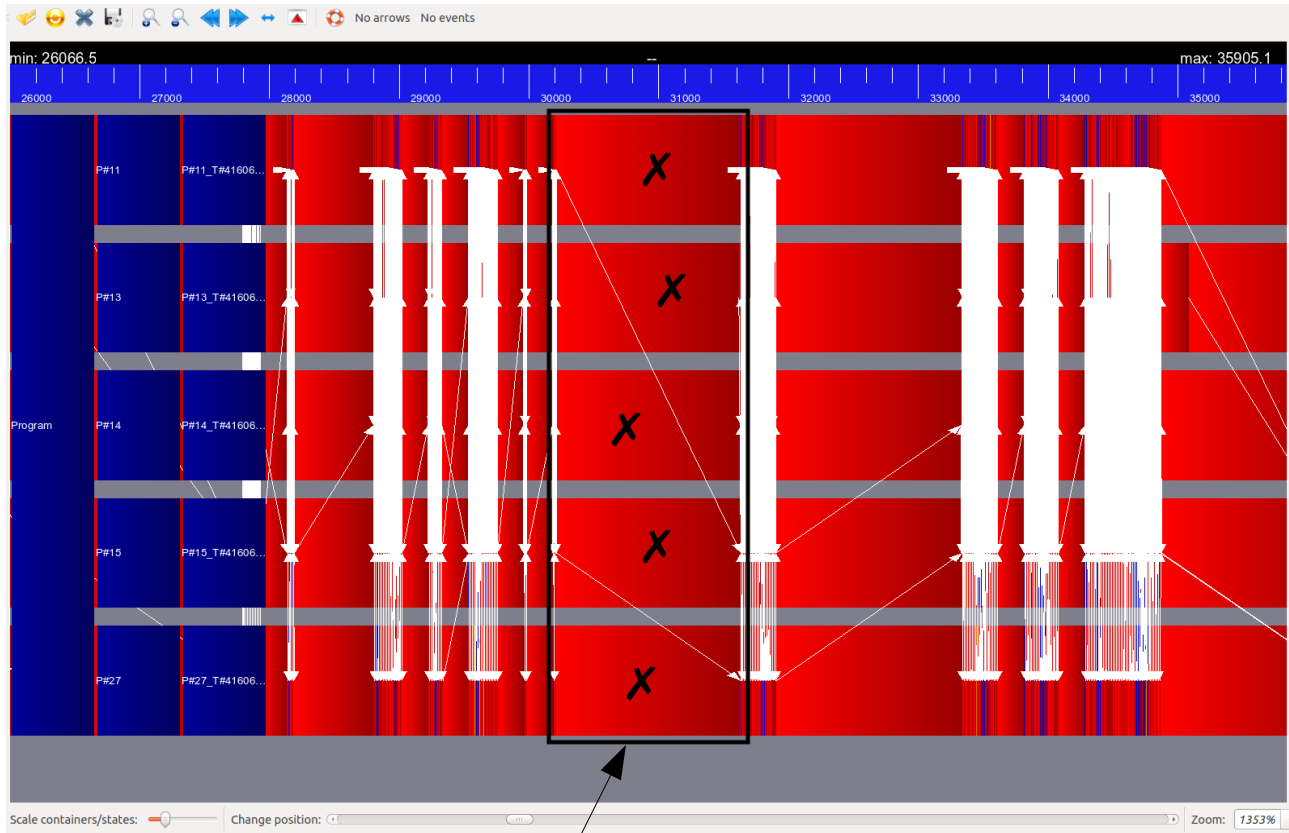 No arrows No events
min: 26066.5 -- max: 35905.1
26000 27000 28000 29000 30000 31000 32000 33000 34000 35000
P#11 P#11_T#41606...
P#13 P#13_T#41606...
Program P#14 P#14_T#41606...
P#15 P#15_T#41606...
P#27 P#27_T#41606...
Scale containers/states: Change position: Zoom: 1353%